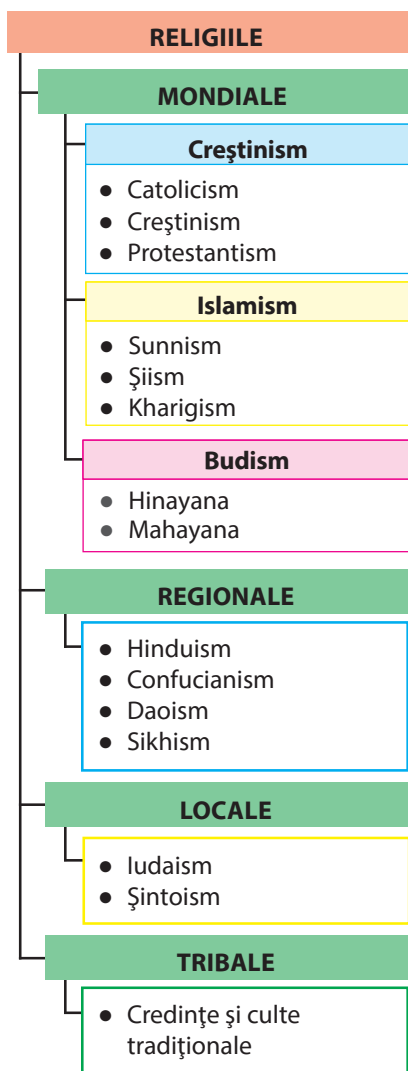 RELIGIILE
MONDIALE
Creştinism
● Catolicism
● Creştinism
● Protestantism
Islamism
● Sunnism
● Şiism
● Kharigism
Budism
● Hinayana
● Mahayana
REGIONALE
● Hinduism
● Confucianism
● Daoism
● Sikhism
LOCALE
● Iudaism
● Şintoism
TRIBALE
● Credinţe şi culte
tradiţionale